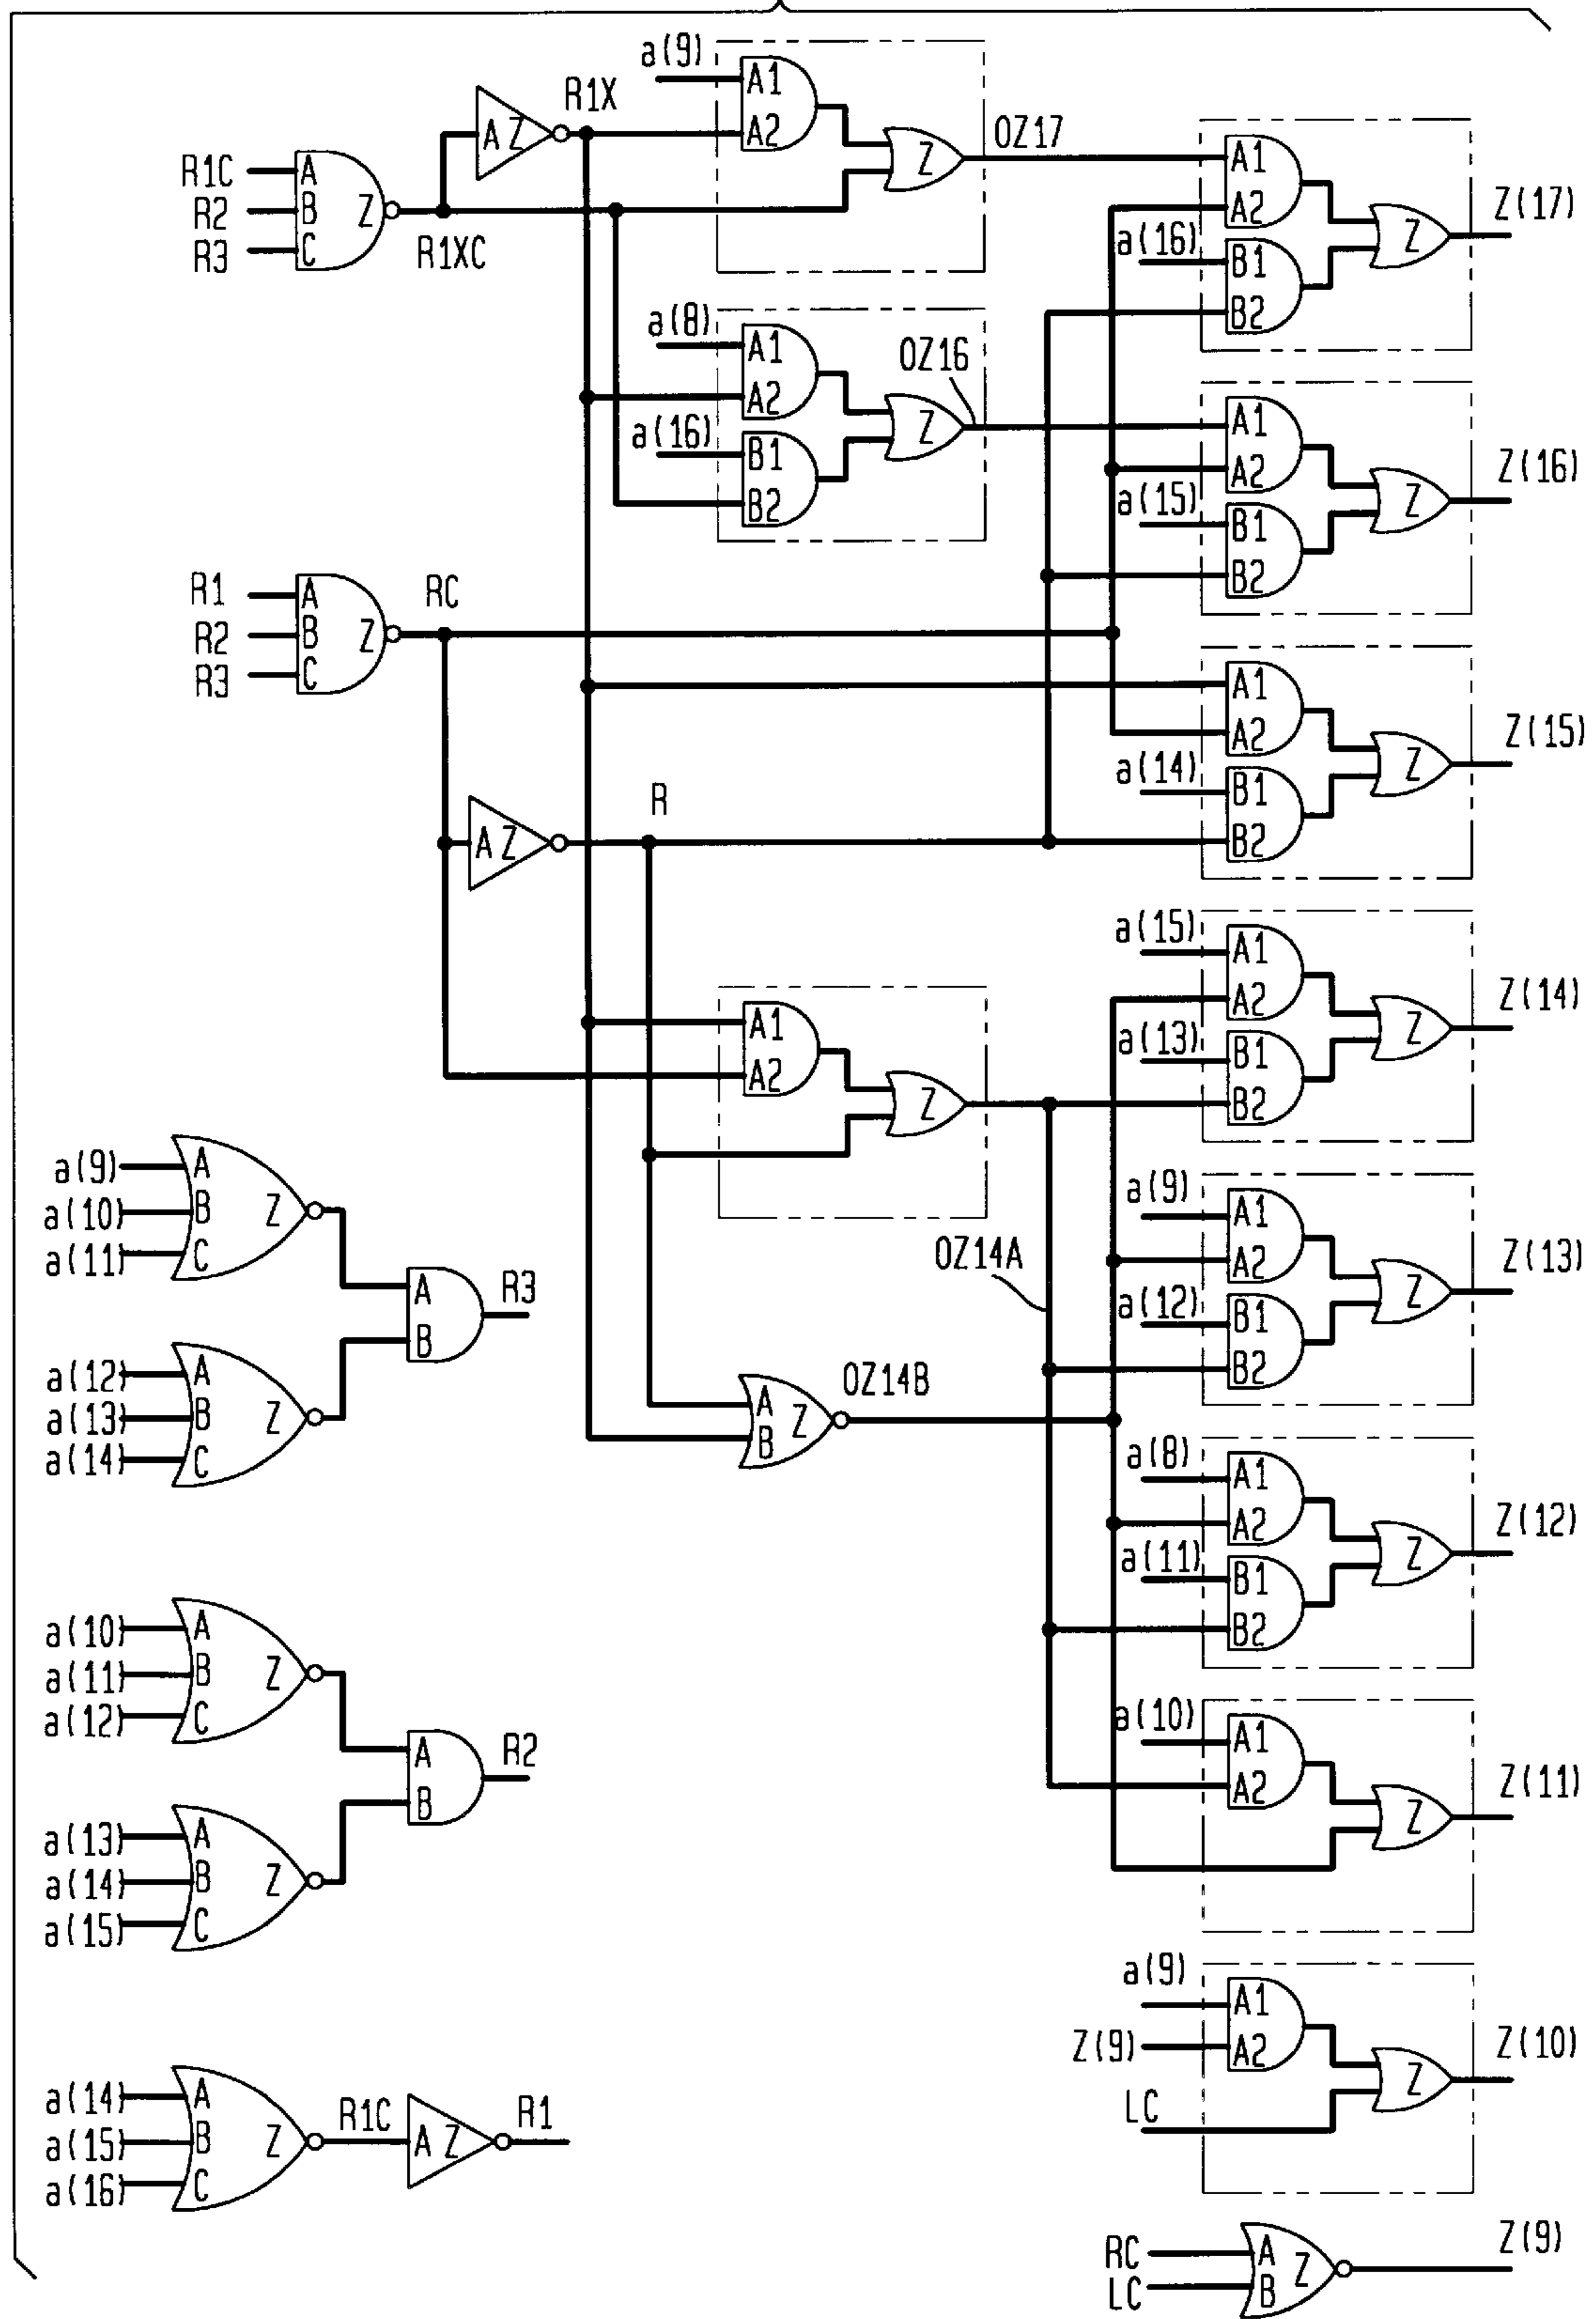 a(9)
A1
A2
Z
OZ17
R1X
A Z
R1C
R2
R3
A
B
C
Z
R1XC
A1
A2
a(16)
B1
B2
Z
Z(17)
a(8)
A1
A2
a(16)
B1
B2
Z
OZ16
A1
A2
a(15)
B1
B2
Z
Z(16)
R1
R2
R3
A
B
C
Z
RC
A1
A2
a(14)
B1
B2
Z
Z(15)
A Z
R
a(15)
A1
A2
a(13)
B1
B2
Z
Z(14)
A1
A2
Z
a(9)
a(10)
a(11)
A
B
C
Z
a(12)
a(13)
a(14)
A
B
C
Z
A
B
R3
OZ14A
a(9)
A1
A2
a(12)
B1
B2
Z
Z(13)
A
B
Z
OZ14B
a(8)
A1
A2
a(11)
B1
B2
Z
Z(12)
a(10)
a(11)
a(12)
A
B
C
Z
a(13)
a(14)
a(15)
A
B
C
Z
A
B
R2
a(10)
A1
A2
Z
Z(11)
a(9)
Z(9)
LC
A1
A2
Z
Z(10)
a(14)
a(15)
a(16)
A
B
C
Z
R1C
A Z
R1
RC
LC
A
B
Z
Z(9)